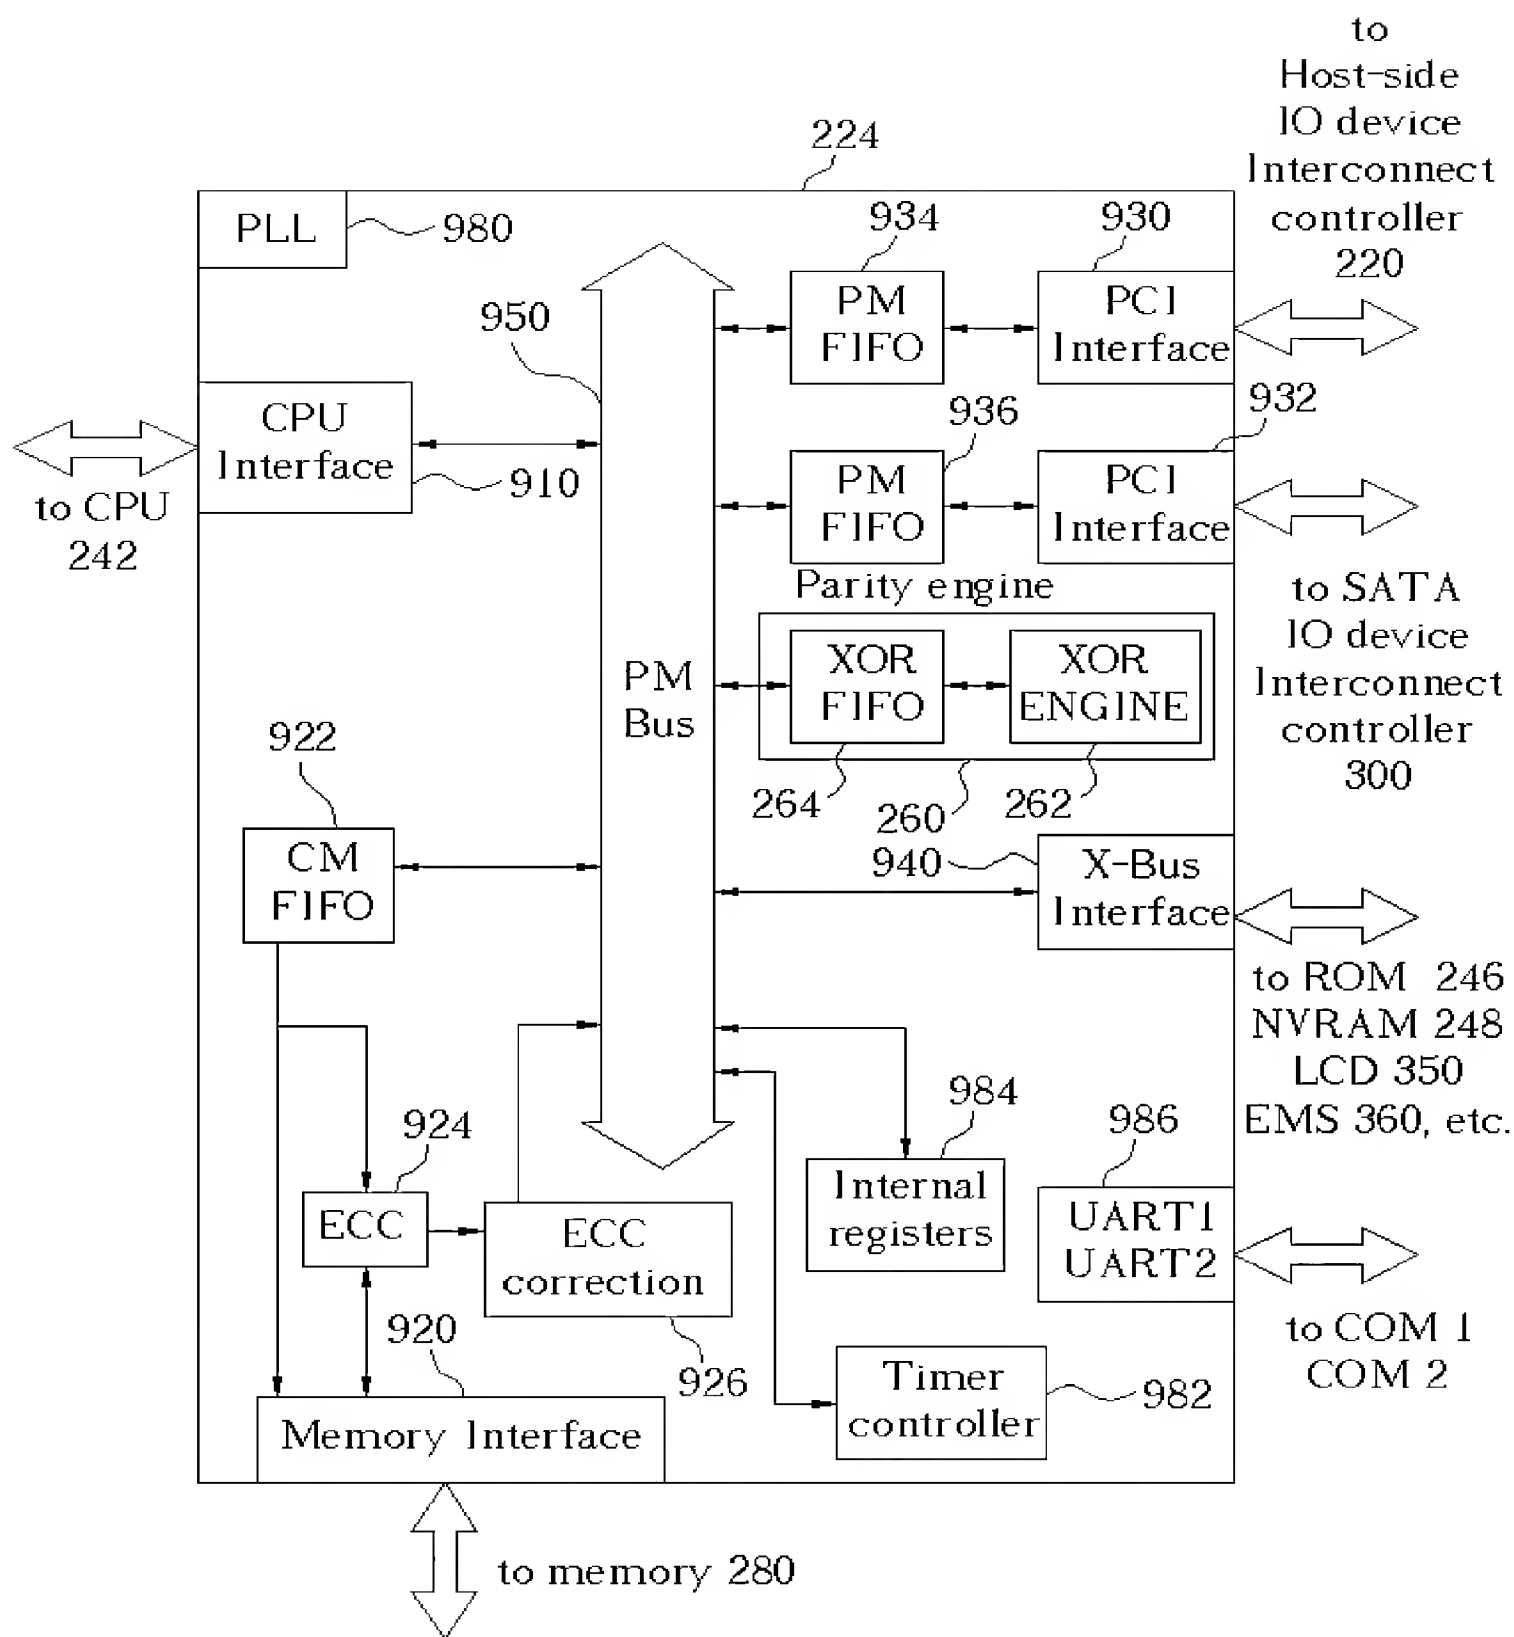 to
Host-side
IO device
Interconnect
controller
220
224
PLL
980
934
930
PM
FIFO
PCI
Interface
950
CPU
Interface
910
to CPU
242
936
932
PM
FIFO
PCI
Interface
to SATA
IO device
Interconnect
controller
300
Parity engine
XOR
FIFO
XOR
ENGINE
264
260
262
PM
Bus
922
CM
FIFO
940
X-Bus
Interface
to ROM 246
NVRAM 248
LCD 350
EMS 360, etc.
984
Internal
registers
986
UART1
UART2
to COM 1
COM 2
924
ECC
ECC
correction
926
920
Memory Interface
Timer
controller
982
to memory 280